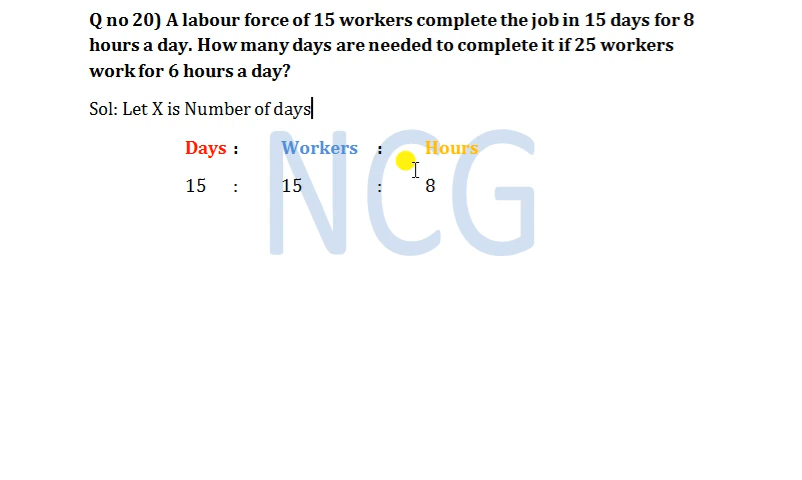 Q no 20) A labour force of 15 workers complete the job in 15 days for 8
hours a day. How many days are needed to complete it if 25 workers
work for 6 hours a day?
Sol: Let X is Number of days
Days : Workers : Hours
15 : 15 : 8
NCG